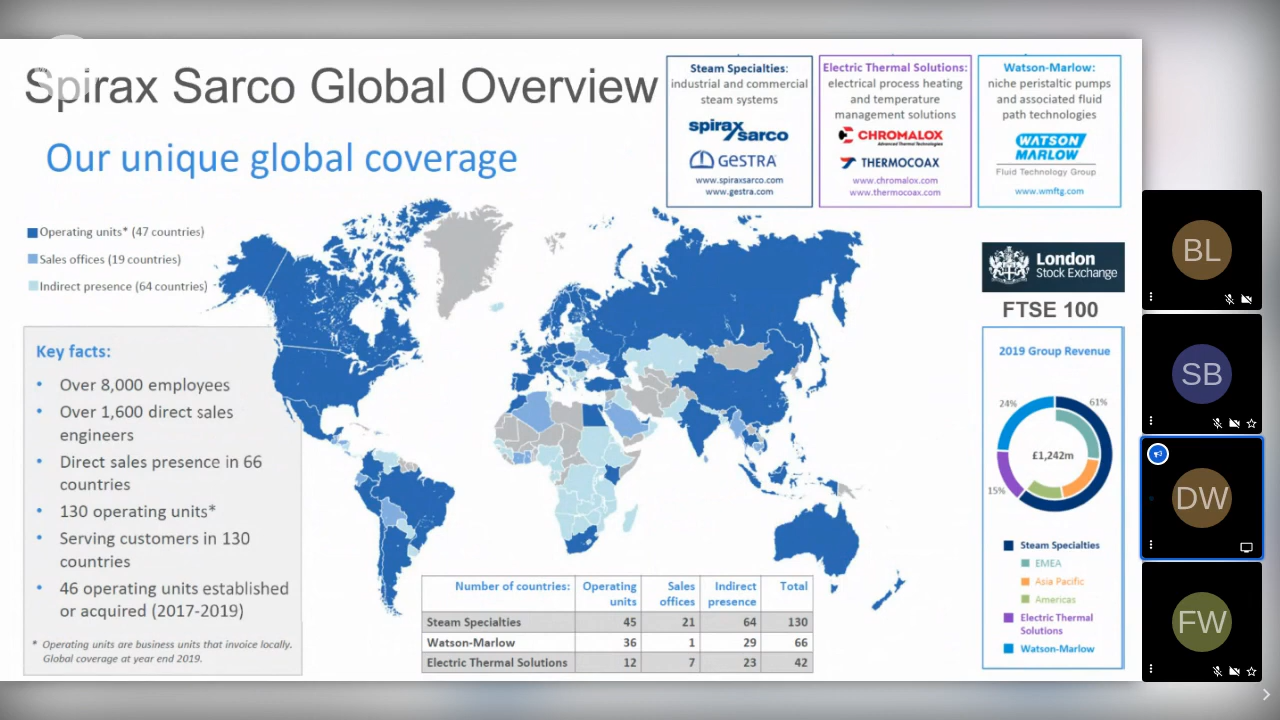 Spirax Sarco Global Overview
Our unique global coverage
Steam Specialties:
industrial and commercial
steam systems
spirax
sarco
GESTRA
www.spiraxsarco.com
www.gestra.com
Electric Thermal Solutions:
electrical process heating
and temperature
management solutions
CHROMALOX
Advanced Thermal Technologies
THERMOCOAX
www.chromalox.com
www.thermocoax.com
Watson-Marlow:
niche peristaltic pumps
and associated fluid
path technologies
WATSON
MARLOW
Fluid Technology Group
www.wmftg.com
Operating units* (47 countries)
Sales offices (19 countries)
Indirect presence (64 countries)
Key facts:
• Over 8,000 employees
• Over 1,600 direct sales
engineers
• Direct sales presence in 66
countries
• 130 operating units*
• Serving customers in 130
countries
• 46 operating units established
or acquired (2017-2019)
* Operating units are business units that invoice locally.
Global coverage at year end 2019.
Number of countries: Operating units Sales offices Indirect presence Total
Steam Specialties 45 21 64 130
Watson-Marlow 36 1 29 66
Electric Thermal Solutions 12 7 23 42
London
Stock Exchange
FTSE 100
2019 Group Revenue
24%
61%
£1,242m
15%
Steam Specialties
EMEA
Asia Pacific
Americas
Electric Thermal
Solutions
Watson-Marlow
BL
SB
DW
FW